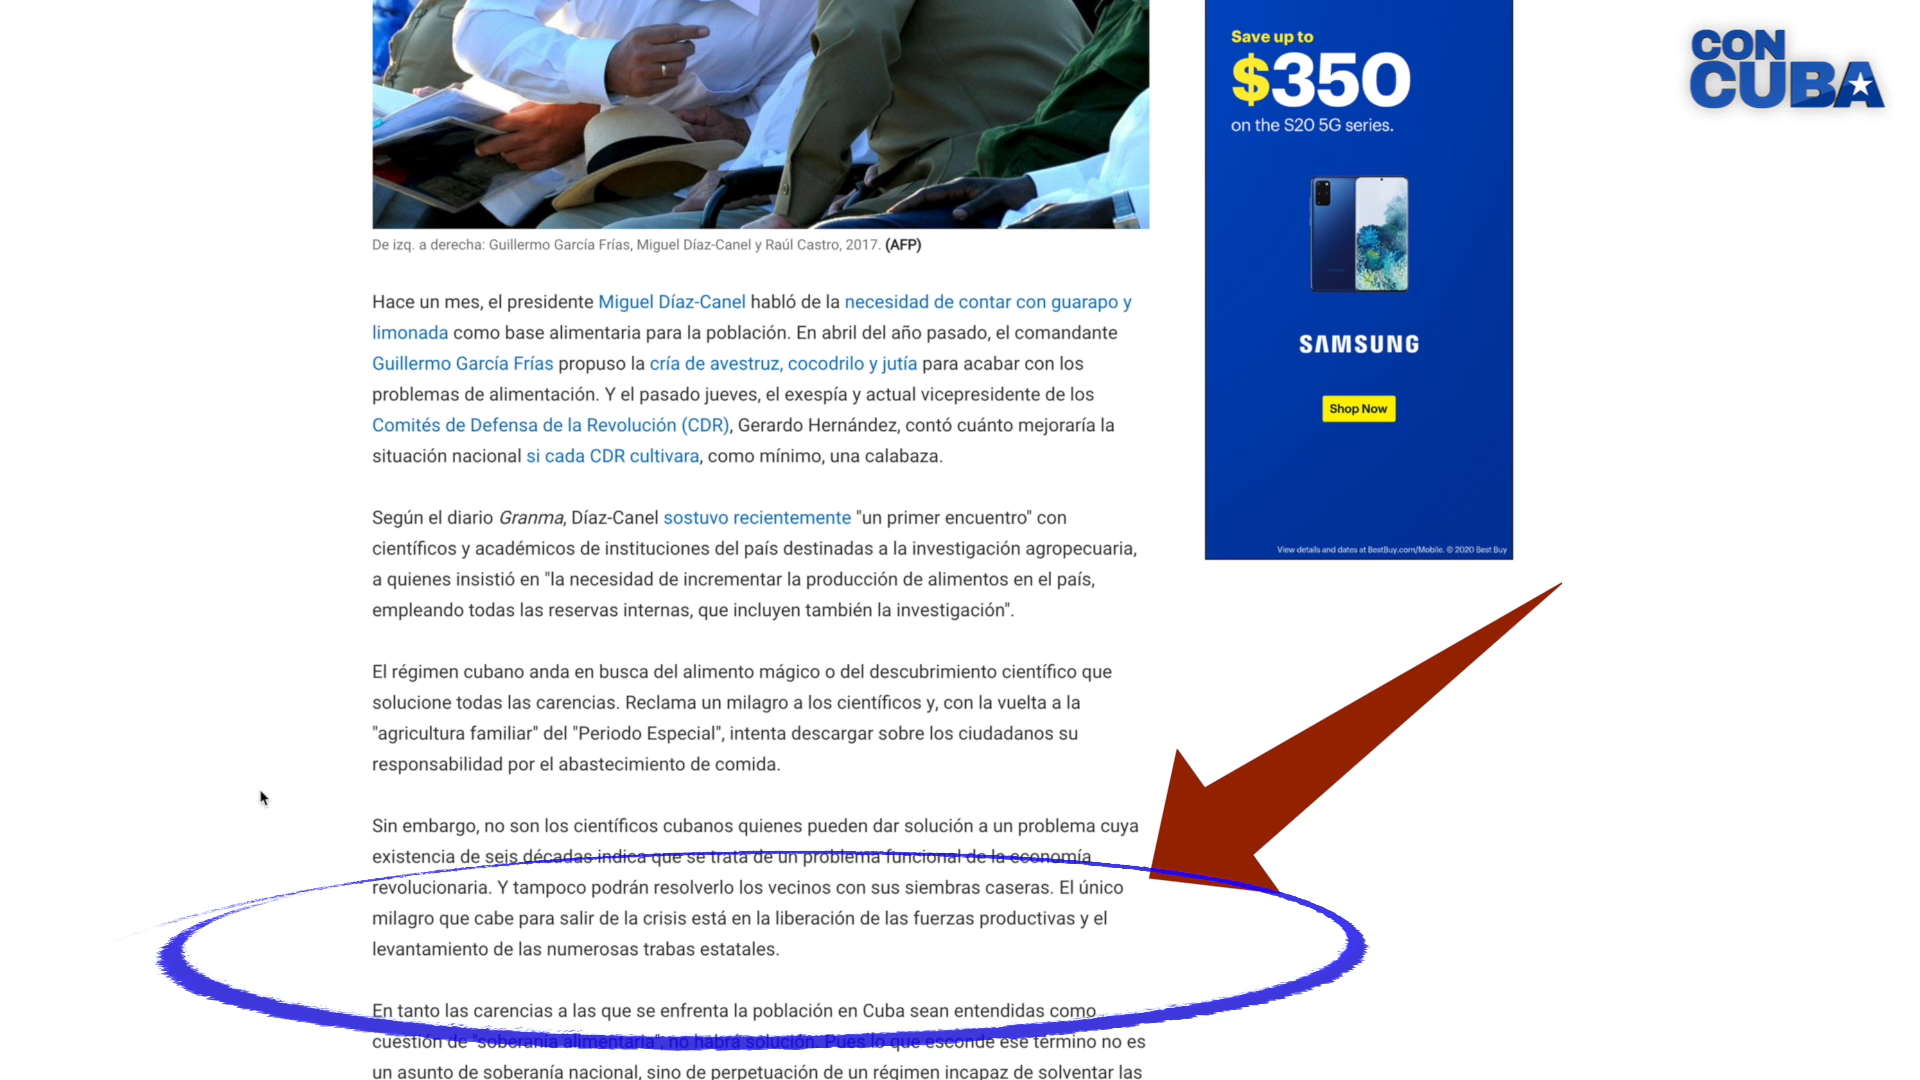 CON
CUBA
Save up to
$350
on the S20 5G series.
SAMSUNG
Shop Now
View details and dates at BestBuy.com/Mobile. © 2020 Best Buy
De izq. a derecha: Guillermo García Frías, Miguel Díaz-Canel y Raúl Castro, 2017. (AFP)
Hace un mes, el presidente Miguel Díaz-Canel habló de la necesidad de contar con guarapo y
limonada como base alimentaria para la población. En abril del año pasado, el comandante
Guillermo García Frías propuso la cría de avestruz, cocodrilo y jutía para acabar con los
problemas de alimentación. Y el pasado jueves, el exespía y actual vicepresidente de los
Comités de Defensa de la Revolución (CDR), Gerardo Hernández, contó cuánto mejoraría la
situación nacional si cada CDR cultivara, como mínimo, una calabaza.
Según el diario Granma, Díaz-Canel sostuvo recientemente "un primer encuentro" con
científicos y académicos de instituciones del país destinadas a la investigación agropecuaria,
a quienes insistió en "la necesidad de incrementar la producción de alimentos en el país,
empleando todas las reservas internas, que incluyen también la investigación".
El régimen cubano anda en busca del alimento mágico o del descubrimiento científico que
solucione todas las carencias. Reclama un milagro a los científicos y, con la vuelta a la
"agricultura familiar" del "Periodo Especial", intenta descargar sobre los ciudadanos su
responsabilidad por el abastecimiento de comida.
Sin embargo, no son los científicos cubanos quienes pueden dar solución a un problema cuya
existencia de seis décadas indica que se trata de un problema funcional de la economía
revolucionaria. Y tampoco podrán resolverlo los vecinos con sus siembras caseras. El único
milagro que cabe para salir de la crisis está en la liberación de las fuerzas productivas y el
levantamiento de las numerosas trabas estatales.
En tanto las carencias a las que se enfrenta la población en Cuba sean entendidas como
cuestión de "soberanía alimentaria", no habrá solución. Pues lo que esconde ese término no es
un asunto de soberanía nacional, sino de perpetuación de un régimen incapaz de solventar las